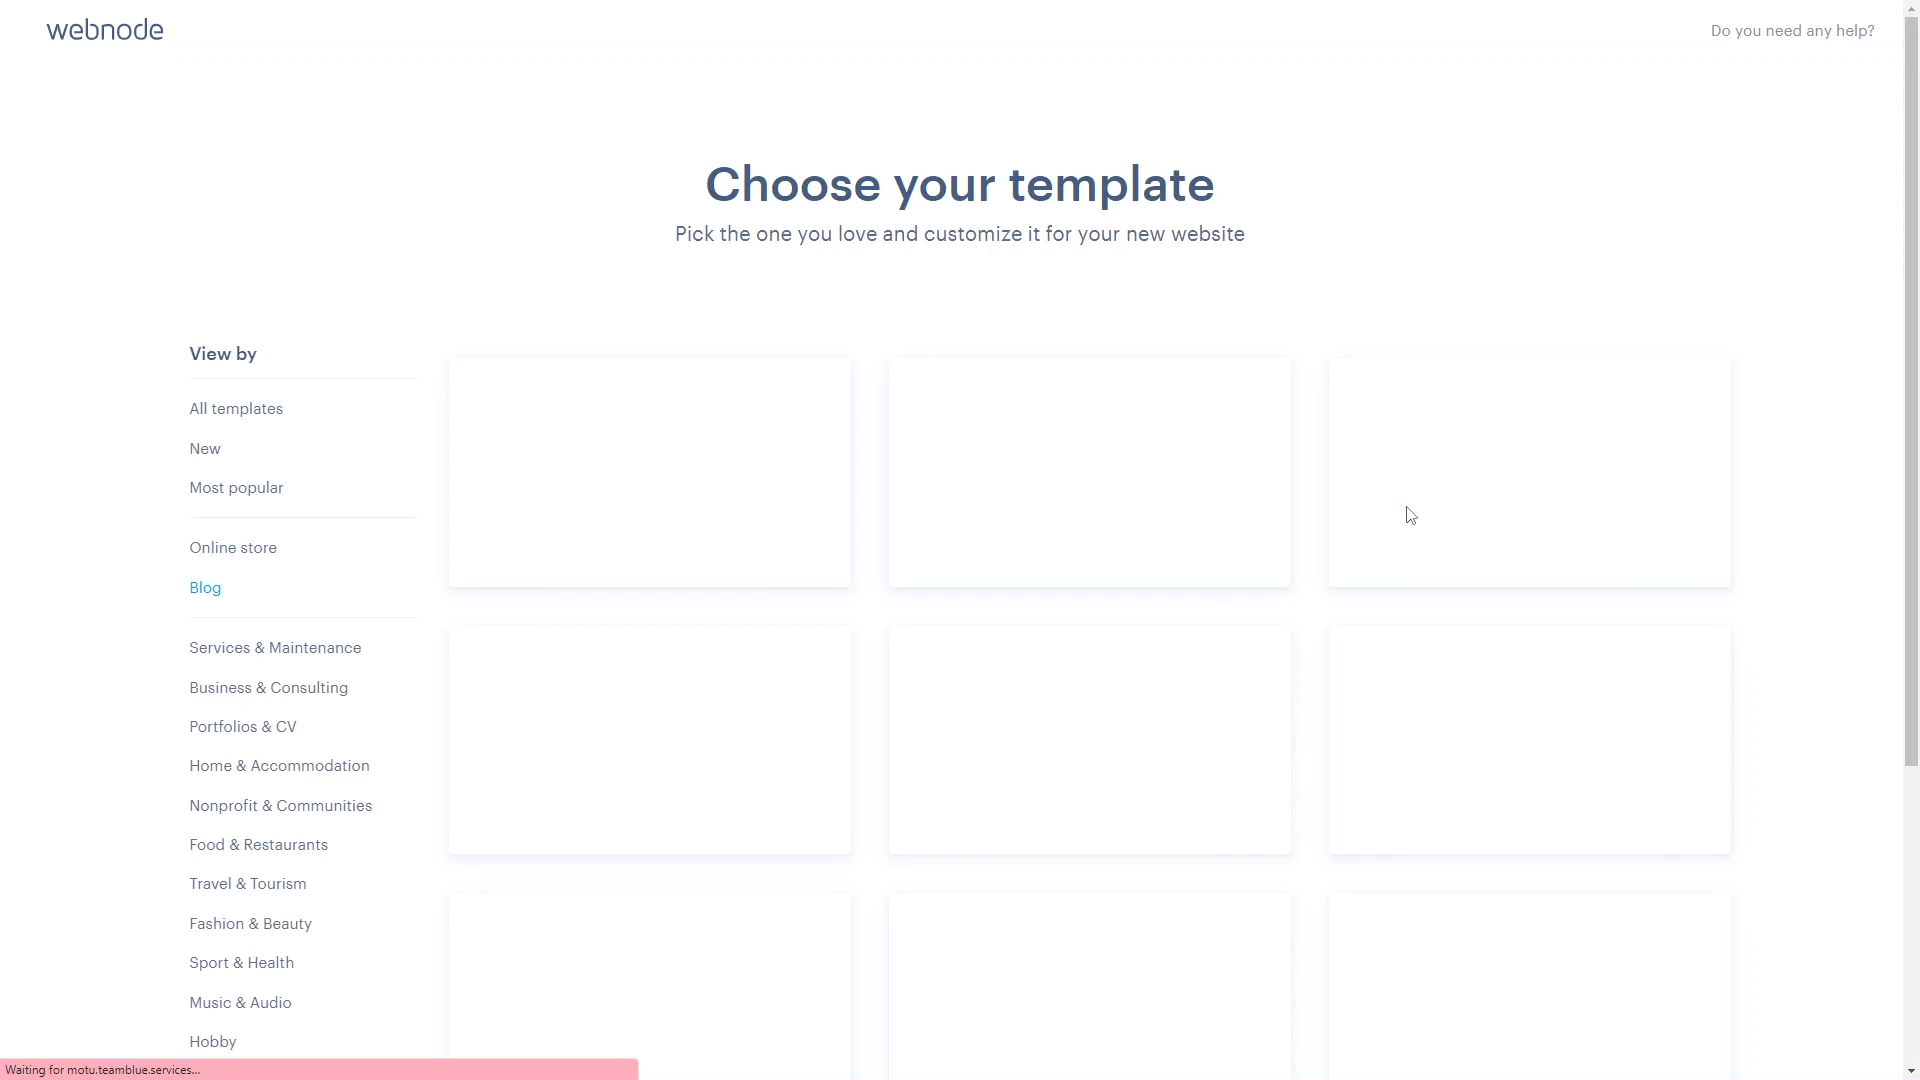 webnode
Do you need any help?
Choose your template
Pick the one you love and customize it for your new website
View by
All templates
New
Most popular
Online store
Blog
Services & Maintenance
Business & Consulting
Portfolios & CV
Home & Accommodation
Nonprofit & Communities
Food & Restaurants
Travel & Tourism
Fashion & Beauty
Sport & Health
Music & Audio
Hobby
Waiting for motu.teamblue.services...